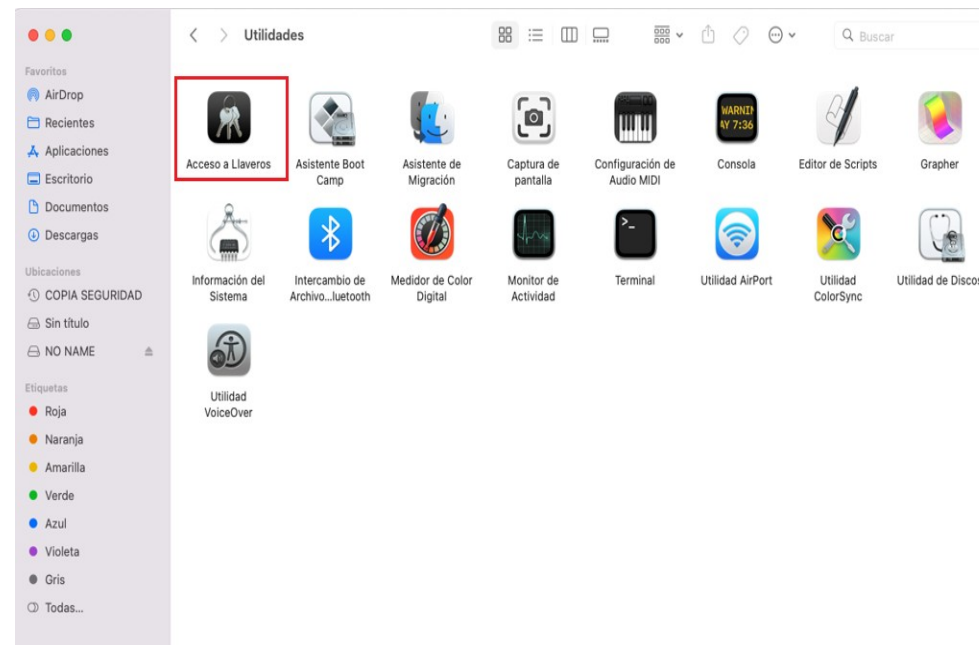 Utilidades
Buscar
Favoritos
AirDrop
Recientes
Aplicaciones
Escritorio
Documentos
Descargas
Ubicaciones
COPIA SEGURIDAD
Sin título
NO NAME
Etiquetas
Roja
Naranja
Amarilla
Verde
Azul
Violeta
Gris
Todas...
Acceso a Llaveros
Asistente Boot
Camp
Asistente de
Migración
Captura de
pantalla
Configuración de
Audio MIDI
WARNIN
AY 7:36
Consola
Editor de Scripts
Grapher
Información del
Sistema
Intercambio de
Archivo...luetooth
Medidor de Color
Digital
Monitor de
Actividad
>_
Terminal
Utilidad AirPort
Utilidad
ColorSync
Utilidad de Discos
Utilidad
VoiceOver